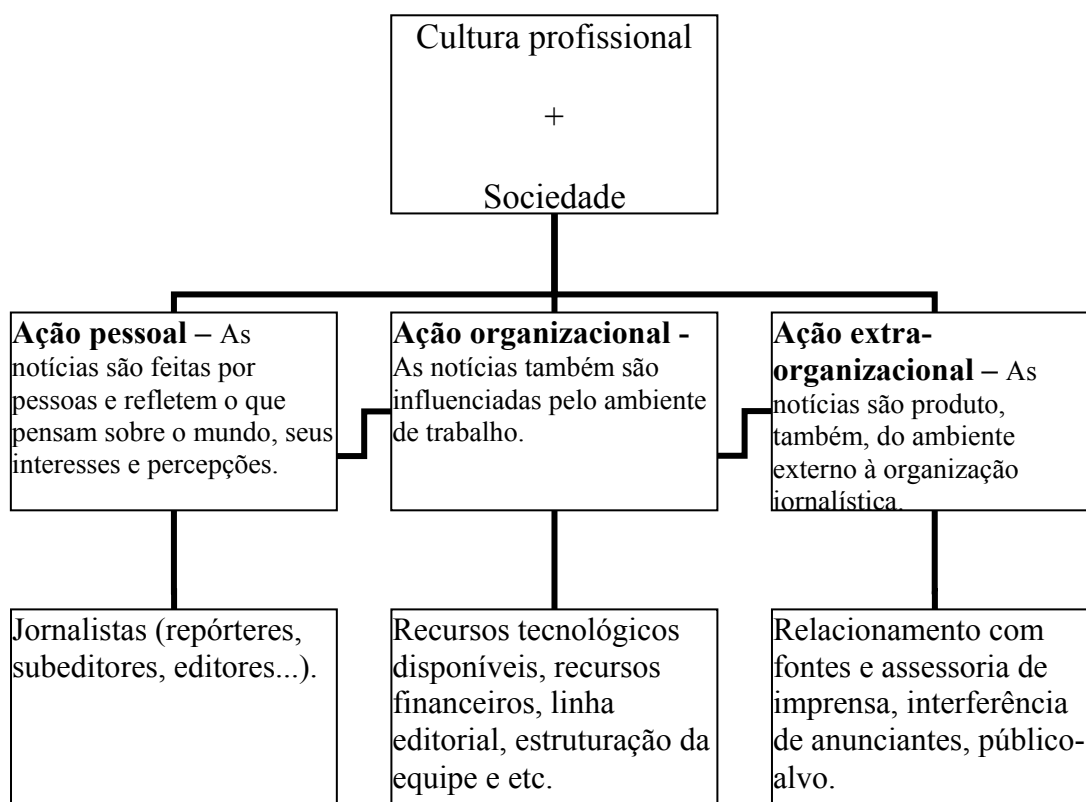 Cultura profissional
+
Sociedade
Ação pessoal – As
notícias são feitas por
pessoas e refletem o que
pensam sobre o mundo, seus
interesses e percepções.
Ação organizacional -
As notícias também são
influenciadas pelo ambiente
de trabalho.
Ação extra-
organizacional – As
notícias são produto,
também, do ambiente
externo à organização
jornalística.
Jornalistas (repórteres,
subeditores, editores...).
Recursos tecnológicos
disponíveis, recursos
financeiros, linha
editorial, estruturação da
equipe e etc.
Relacionamento com
fontes e assessoria de
imprensa, interferência
de anunciantes, público-
alvo.